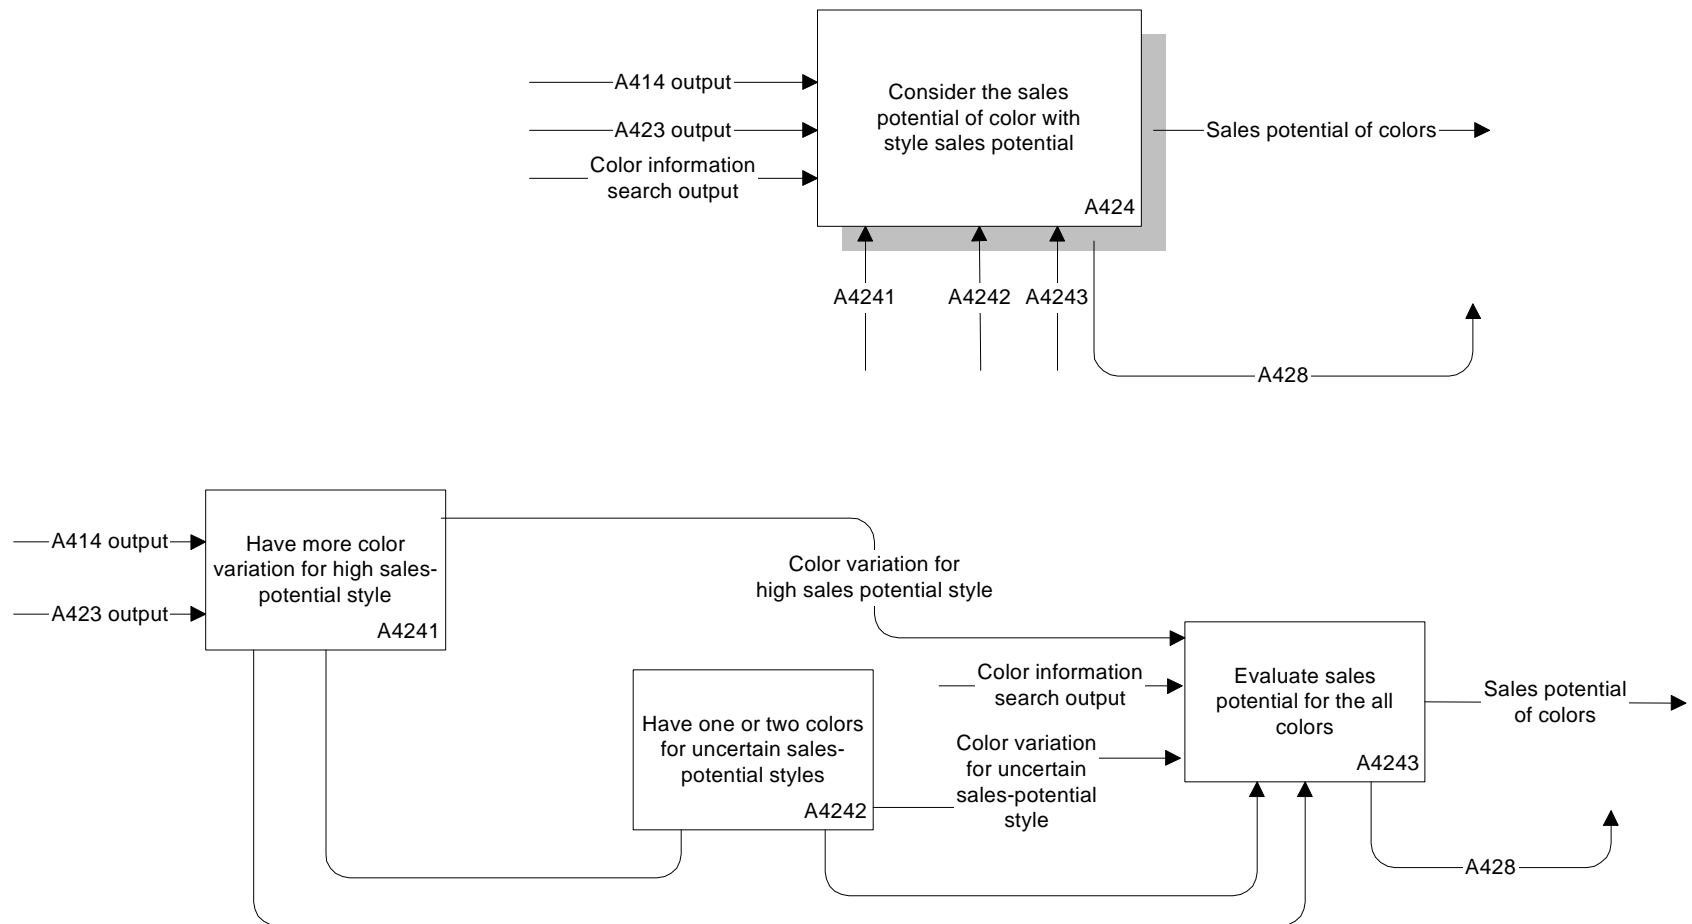 A414 output
A423 output
Color information
search output
Consider the sales
potential of color with
style sales potential
A424
Sales potential of colors
A4241
A4242
A4243
A428
A414 output
A423 output
Have more color
variation for high sales-
potential style
A4241
Color variation for
high sales potential style
Have one or two colors
for uncertain sales-
potential styles
A4242
Color information
search output
Color variation
for uncertain
sales-potential
style
Evaluate sales
potential for the all
colors
A4243
Sales potential
of colors
A428